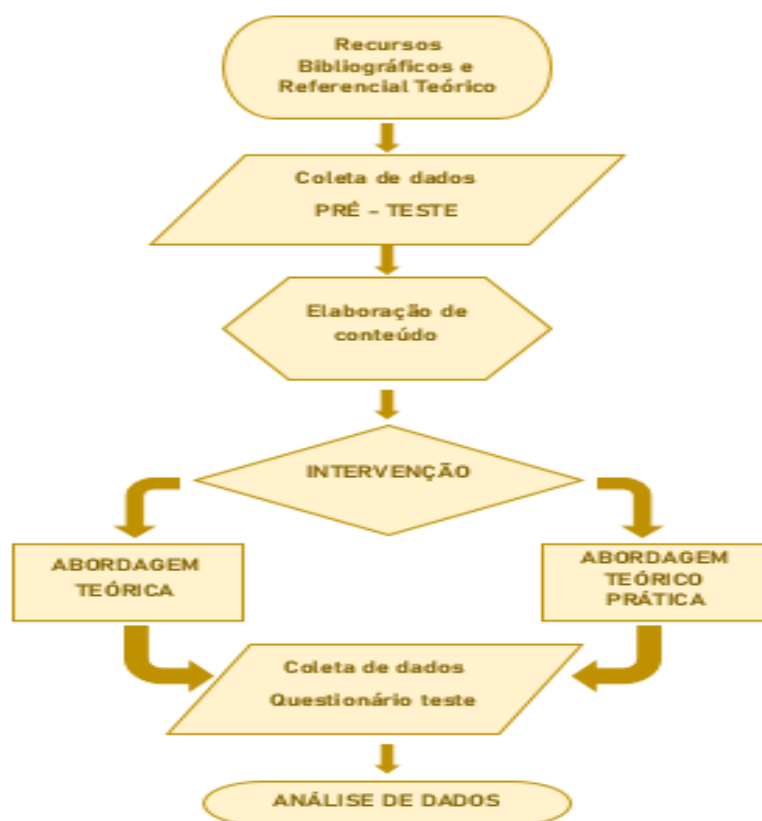 Recursos
Bibliográficos e
Referencial Teórico
Coleta de dados
PRÉ – TESTE
Elaboração de
conteúdo
INTERVENÇÃO
ABORDAGEM
TEÓRICA
ABORDAGEM
TEÓRICO
PRÁTICA
Coleta de dados
Questionário teste
ANÁLISE DE DADOS